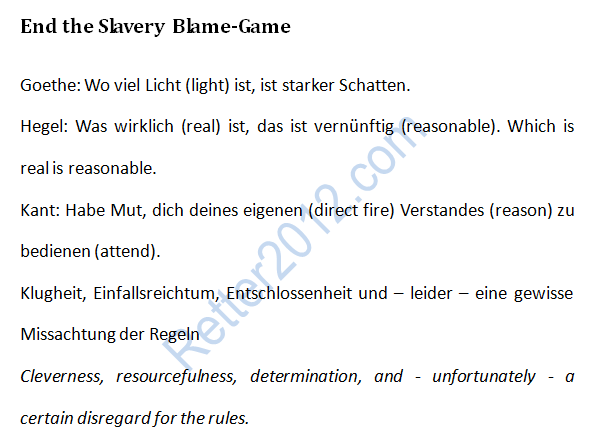 End the Slavery Blame-Game
Goethe: Wo viel Licht (light) ist, ist starker Schatten.
Hegel: Was wirklich (real) ist, das ist vernünftig (reasonable). Which is
real is reasonable.
Kant: Habe Mut, dich deines eigenen (direct fire) Verstandes (reason) zu
bedienen (attend).
Klugheit, Einfallsreichtum, Entschlossenheit und – leider – eine gewisse
Missachtung der Regeln
Cleverness, resourcefulness, determination, and - unfortunately - a
certain disregard for the rules.
Retter2012.com